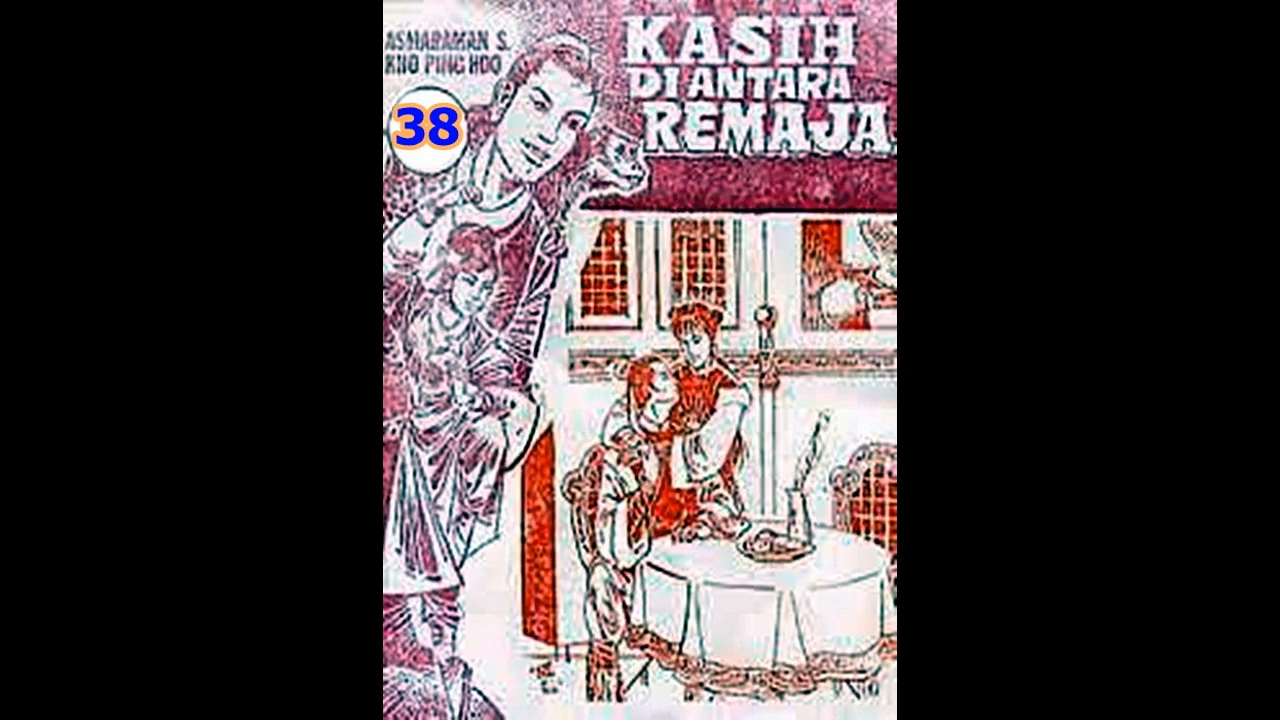 ASMARAMAN S.
KHO PING HOO
38
KASIH
DI ANTARA
REMAJA